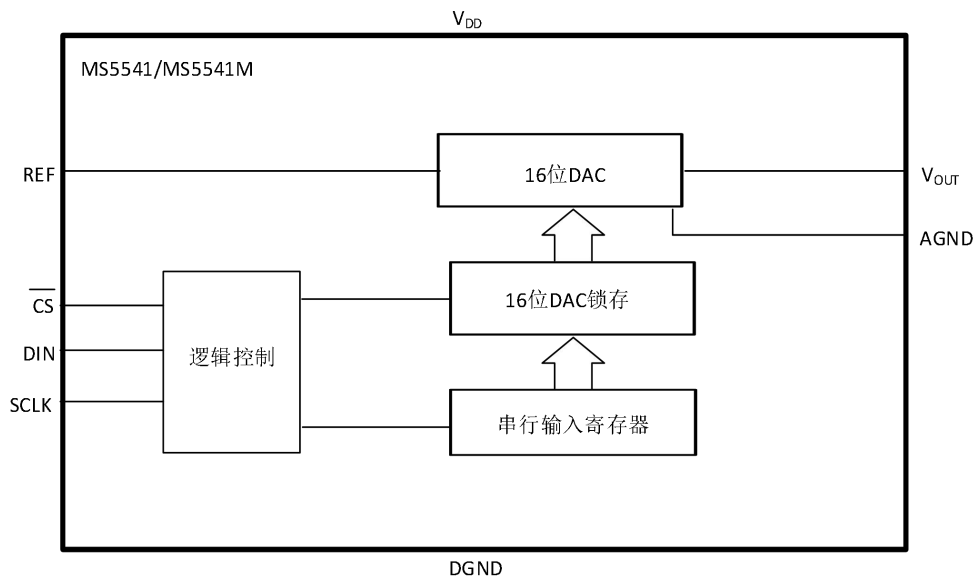 VDD
MS5541/MS5541M
REF
16位DAC
VOUT
AGND
CS
16位DAC锁存
DIN
逻辑控制
SCLK
串行输入寄存器
DGND